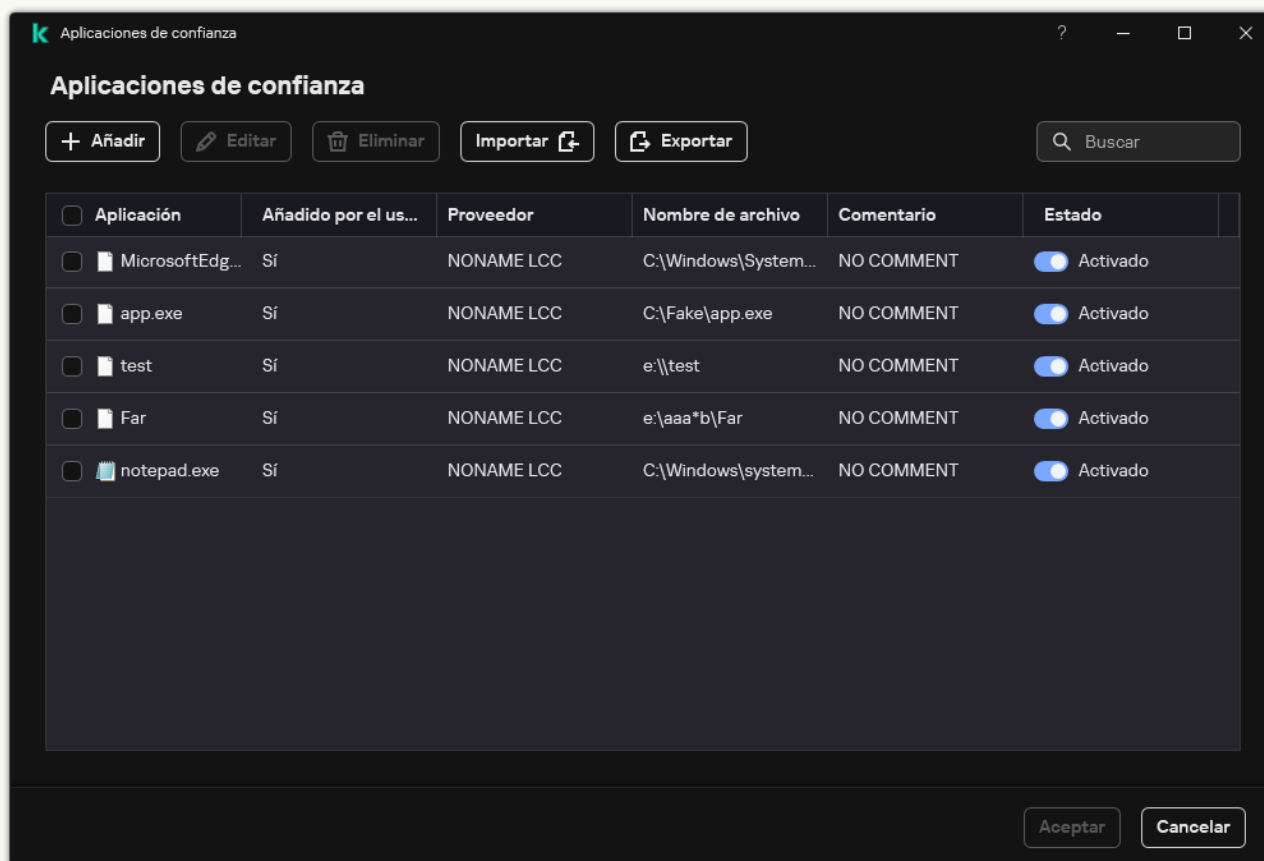 Aplicaciones de confianza
Aplicaciones de confianza
Añadir Editar Eliminar Importar Exportar Buscar
Aplicación Añadido por el us... Proveedor Nombre de archivo Comentario Estado
MicrosoftEdg... Sí NONAME LCC C:\Windows\System... NO COMMENT Activado
app.exe Sí NONAME LCC C:\Fake\app.exe NO COMMENT Activado
test Sí NONAME LCC e:\\test NO COMMENT Activado
Far Sí NONAME LCC e:\aaa*b\Far NO COMMENT Activado
notepad.exe Sí NONAME LCC C:\Windows\system... NO COMMENT Activado
Aceptar Cancelar